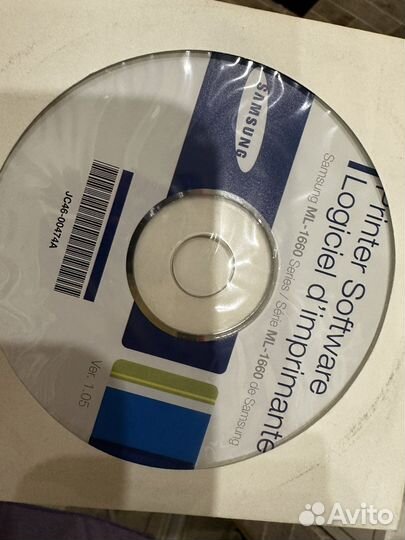 SAMSUNG
Printer Software
Logiciel d'imprimante
Samsung ML-1660 Series / Série ML-1660 de Samsung
JC46-00474A
Ver. 1.05
Avito